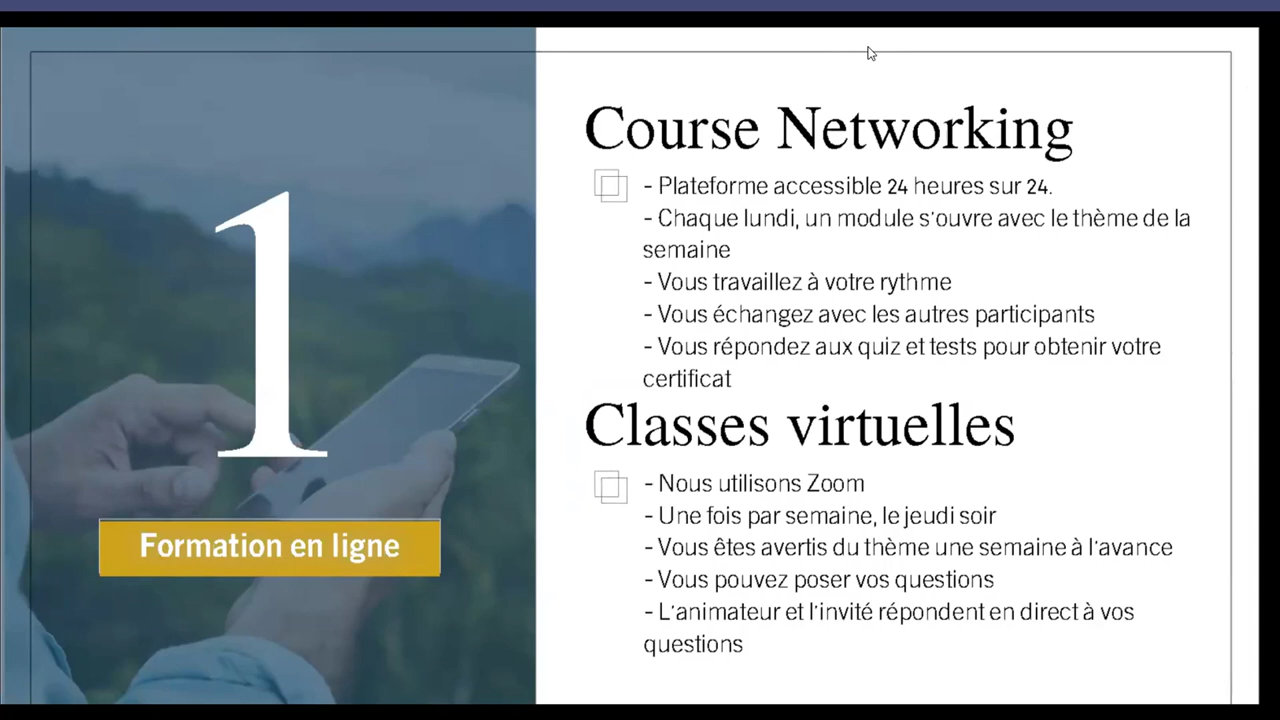 1
Formation en ligne
Course Networking
- Plateforme accessible 24 heures sur 24.
- Chaque lundi, un module s'ouvre avec le thème de la
semaine
- Vous travaillez à votre rythme
- Vous échangez avec les autres participants
- Vous répondez aux quiz et tests pour obtenir votre
certificat
Classes virtuelles
- Nous utilisons Zoom
- Une fois par semaine, le jeudi soir
- Vous êtes avertis du thème une semaine à l'avance
- Vous pouvez poser vos questions
- L'animateur et l'invité répondent en direct à vos
questions